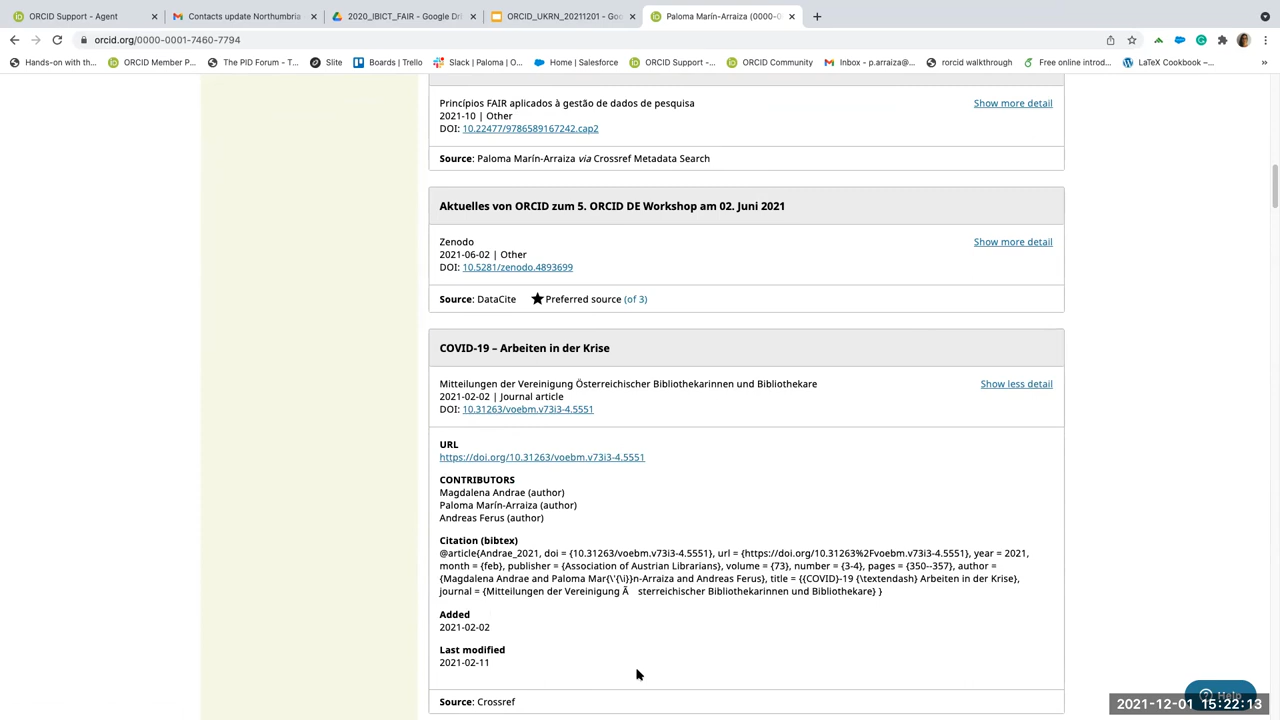 ORCID Support - Agent
Contacts update Northumbria
2020_IBICT_FAIR - Google Dri
ORCID_UKRN_20211201 - Goo
Paloma Marín-Arraiza (0000-0
orcid.org/0000-0001-7460-7794
Hands-on with th...
ORCID Member P...
The PID Forum - T...
Slite
Boards | Trello
Slack | Paloma | O...
Home | Salesforce
ORCID Support -...
ORCID Community
Inbox - p.arraiza@...
rorcid walkthrough
Free online introd...
LaTeX Cookbook –...
»
Princípios FAIR aplicados à gestão de dados de pesquisa
Show more detail
2021-10 | Other
DOI: 10.22477/9786589167242.cap2
Source: Paloma Marín-Arraiza via Crossref Metadata Search
Aktuelles von ORCID zum 5. ORCID DE Workshop am 02. Juni 2021
Zenodo
Show more detail
2021-06-02 | Other
DOI: 10.5281/zenodo.4893699
Source: DataCite ★Preferred source (of 3)
COVID-19 – Arbeiten in der Krise
Mitteilungen der Vereinigung Österreichischer Bibliothekarinnen und Bibliothekare
Show less detail
2021-02-02 | Journal article
DOI: 10.31263/voebm.v73i3-4.5551
URL
https://doi.org/10.31263/voebm.v73i3-4.5551
CONTRIBUTORS
Magdalena Andrae (author)
Paloma Marín-Arraiza (author)
Andreas Ferus (author)
Citation (bibtex)
@article{Andrae_2021, doi = {10.31263/voebm.v73i3-4.5551}, url = {https://doi.org/10.31263%2Fvoebm.v73i3-4.5551}, year = 2021,
month = {feb}, publisher = {Association of Austrian Librarians}, volume = {73}, number = {3-4}, pages = {350--357}, author =
{Magdalena Andrae and Paloma Mar{\'{\i}}n-Arraiza and Andreas Ferus}, title = {{COVID}-19 {\textendash} Arbeiten in der Krise},
journal = {Mitteilungen der Vereinigung Ã sterreichischer Bibliothekarinnen und Bibliothekare} }
Added
2021-02-02
Last modified
2021-02-11
Source: Crossref
Help
2021-12-01 15:22:13